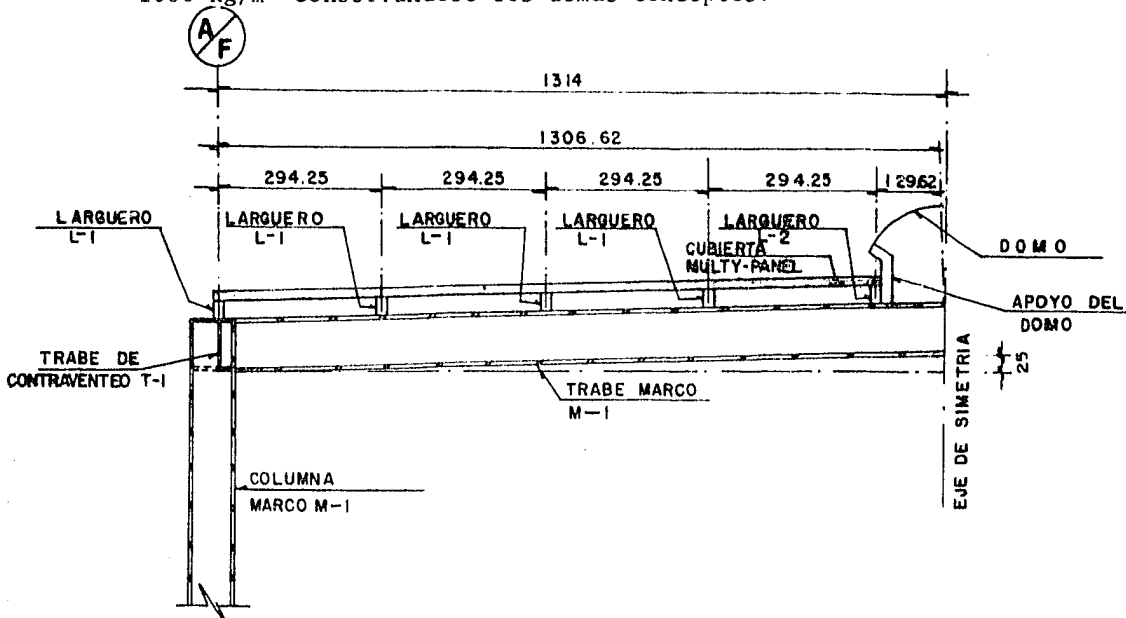 A/F
1314
1306.62
294.25 294.25 294.25 294.25 129.62
LARGUERO L-1
LARGUERO L-1
LARGUERO L-1
LARGUERO L-1
LARGUERO L-2
CUBIERTA MULTY-PANEL
DOMO
APOYO DEL DOMO
TRABE DE CONTRAVENTEO T-1
TRABE MARCO M-1
25
EJE DE SIMETRIA
COLUMNA MARCO M-1